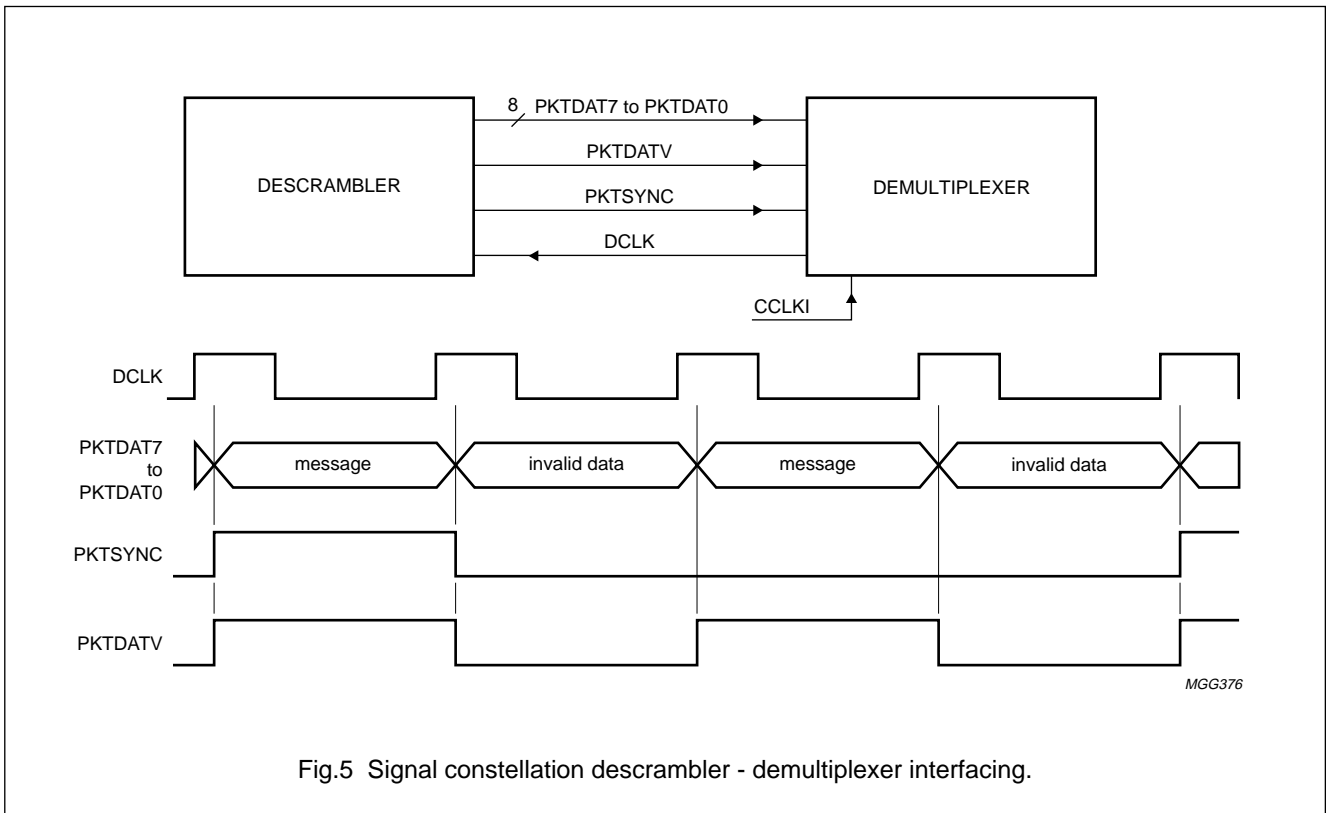 8 PKTDAT7 to PKTDAT0
PKTDATV
DESCRAMBLER
DEMULTIPLEXER
PKTSYNC
DCLK
CCLKI
DCLK
PKTDAT7
to
PKTDAT0
message
invalid data
message
invalid data
PKTSYNC
PKTDATV
MGG376
Fig.5 Signal constellation descrambler - demultiplexer interfacing.